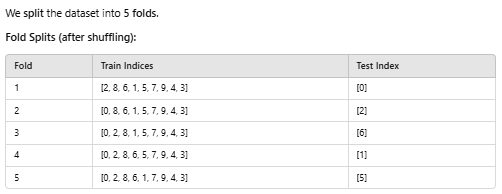 We split the dataset into 5 folds.
Fold Splits (after shuffling):
Fold Train Indices Test Index
1 [2, 8, 6, 1, 5, 7, 9, 4, 3] [0]
2 [0, 8, 6, 1, 5, 7, 9, 4, 3] [2]
3 [0, 2, 8, 1, 5, 7, 9, 4, 3] [6]
4 [0, 2, 8, 6, 5, 7, 9, 4, 3] [1]
5 [0, 2, 8, 6, 1, 7, 9, 4, 3] [5]